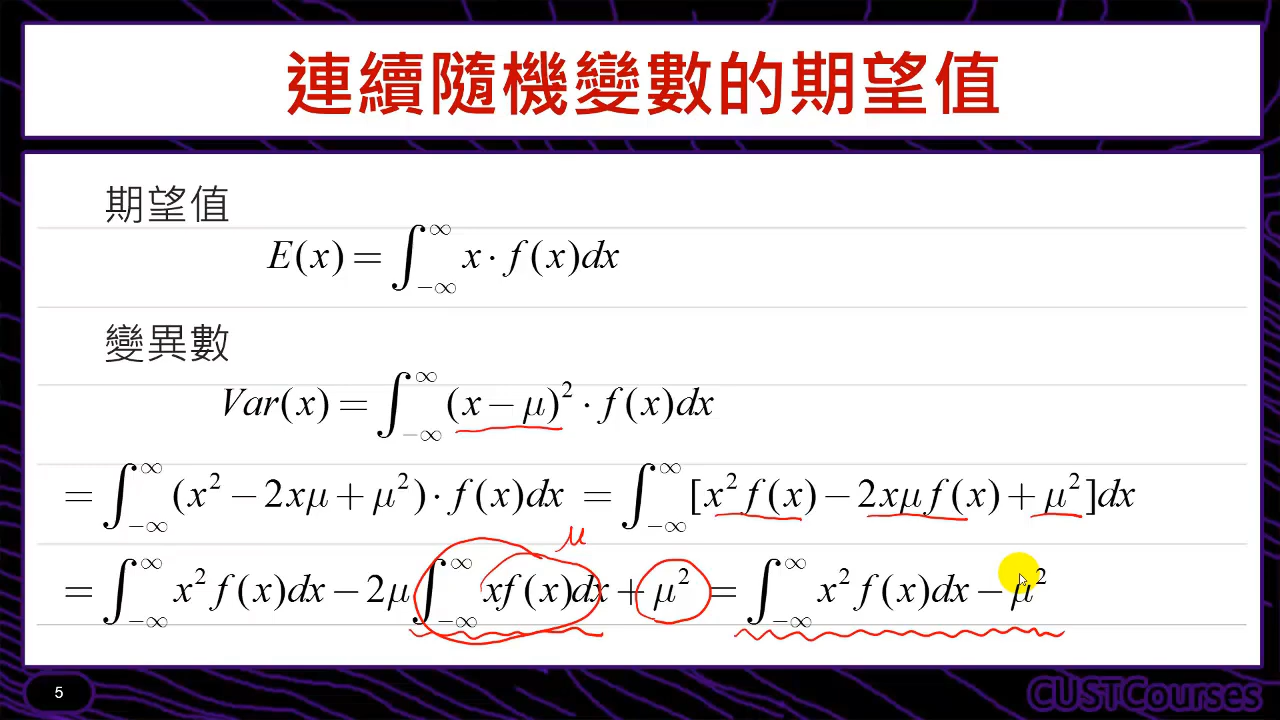 連續隨機變數的期望值
期望值
E(x) = ∫_{-∞}^{∞} x · f(x)dx
變異數
Var(x) = ∫_{-∞}^{∞} (x − μ)² · f(x)dx
= ∫_{-∞}^{∞} (x² − 2xμ + μ²) · f(x)dx = ∫_{-∞}^{∞} [x² f(x) − 2xμ f(x) + μ²]dx
μ
= ∫_{-∞}^{∞} x² f(x)dx − 2μ ∫_{-∞}^{∞} xf(x)dx + μ² = ∫_{-∞}^{∞} x² f(x)dx − μ²
5
CUSTCourses